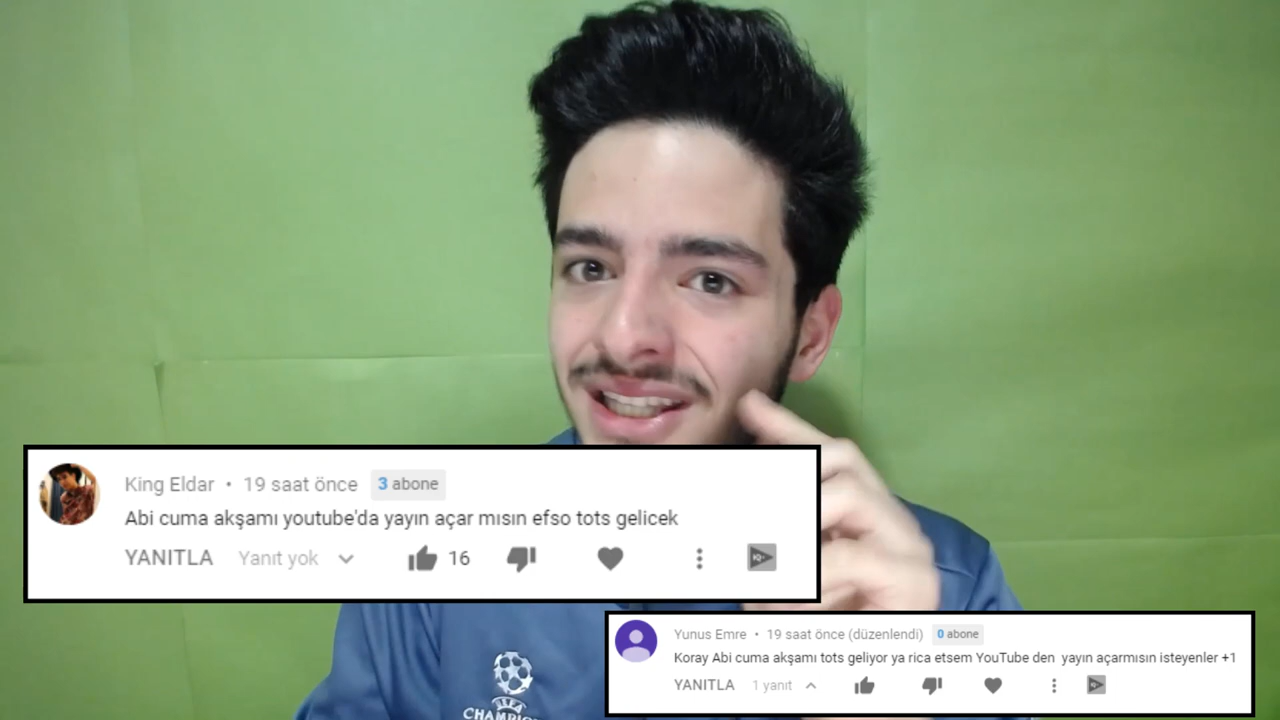 King Eldar • 19 saat önce 3 abone
Abi cuma akşamı youtube'da yayın açar mısın efso tots gelicek
YANITLA Yanıt yok 16
Yunus Emre • 19 saat önce (düzenlendi) 0 abone
Koray Abi cuma akşamı tots geliyor ya rica etsem YouTube den yayın açarmısın isteyenler +1
YANITLA 1 yanıt
UEFA